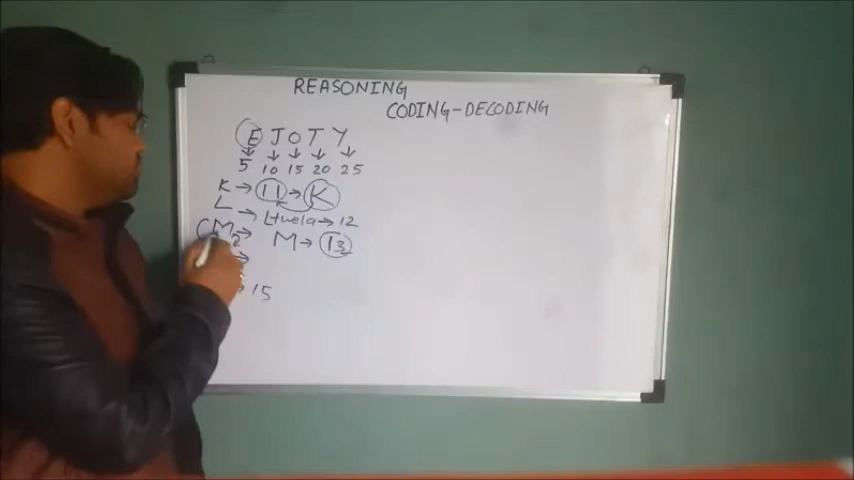 REASONING
CODING-DECODING
E J O T Y
5 10 15 20 25
K → 11 → K
L → → 12
M → M → 13
15